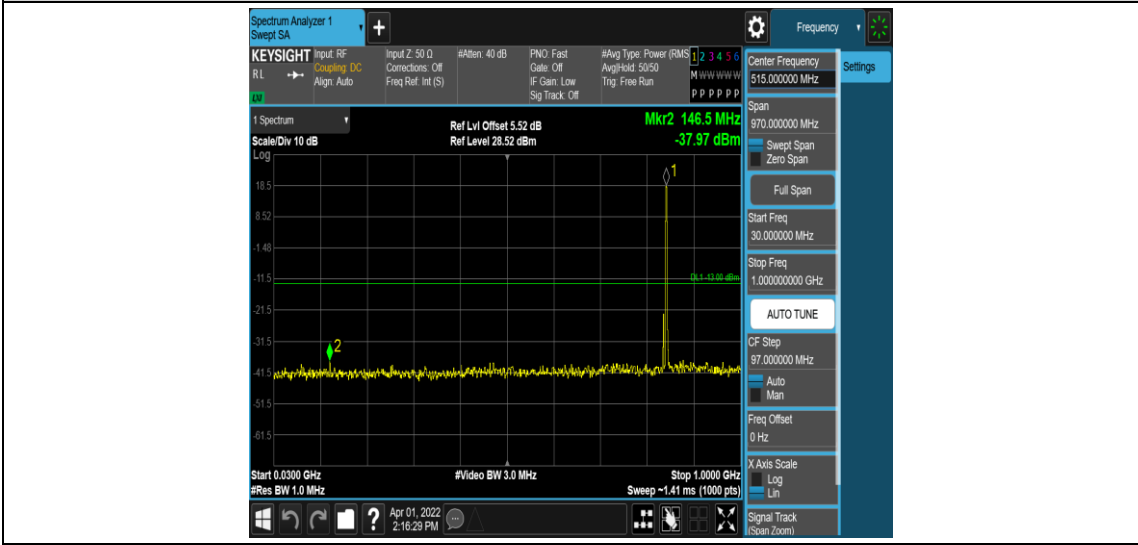 Spectrum Analyzer 1
Swept SA
+
Frequency
KEYSIGHT
RL
Input: RF
Coupling: DC
Align: Auto
Input Z: 50 Ω
Corrections: Off
Freq Ref: Int (S)
#Atten: 40 dB
PNO: Fast
Gate: Off
IF Gain: Low
Sig Track: Off
#Avg Type: Power (RMS
Avg|Hold: 50/50
Trig: Free Run
1 2 3 4 5 6
M W W W W W
P P P P P P
1 Spectrum
Scale/Div 10 dB
Log
Ref Lvl Offset 5.52 dB
Ref Level 28.52 dBm
Mkr2 146.5 MHz
-37.97 dBm
1
18.5
8.52
-1.48
-11.5
DL1 -13.00 dBm
-21.5
-31.5
2
-41.5
-51.5
-61.5
Start 0.0300 GHz
#Res BW 1.0 MHz
#Video BW 3.0 MHz
Stop 1.0000 GHz
Sweep ~1.41 ms (1000 pts)
?
Apr 01, 2022
2:16:29 PM
Center Frequency
515.000000 MHz
Settings
Span
970.000000 MHz
Swept Span
Zero Span
Full Span
Start Freq
30.000000 MHz
Stop Freq
1.000000000 GHz
AUTO TUNE
CF Step
97.000000 MHz
Auto
Man
Freq Offset
0 Hz
X Axis Scale
Log
Lin
Signal Track
(Span Zoom)